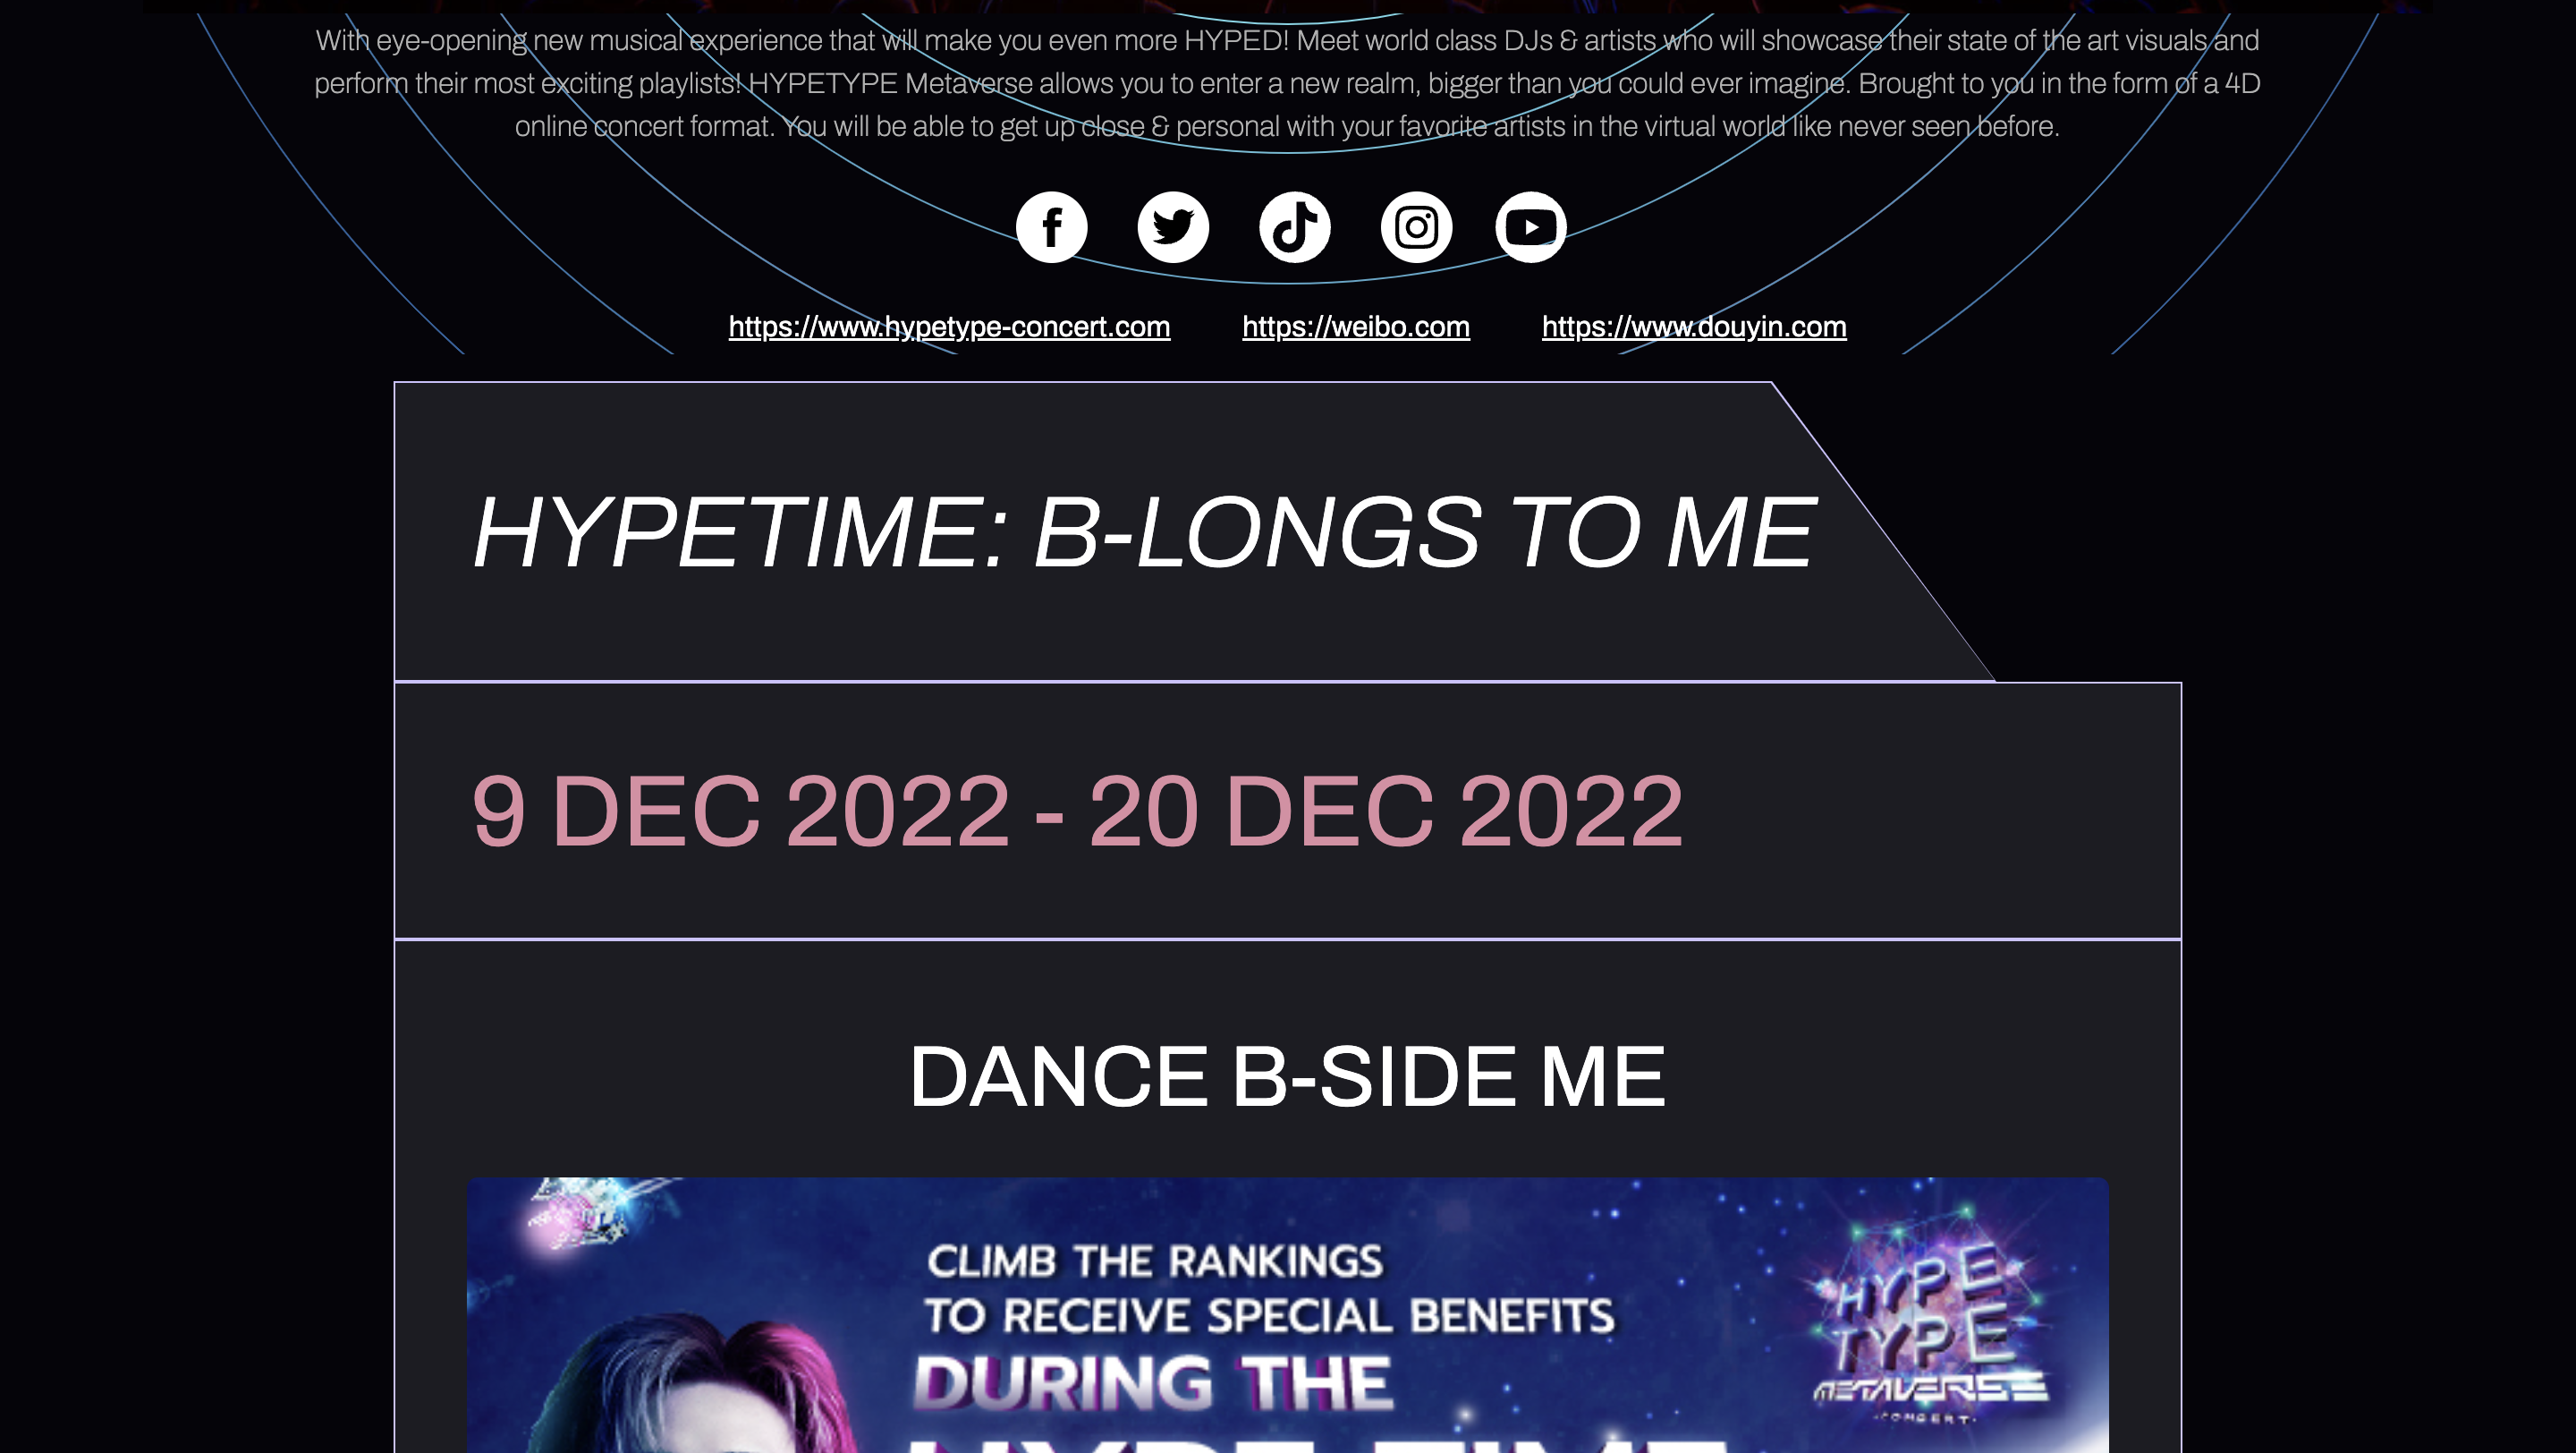 With eye-opening new musical experience that will make you even more HYPED! Meet world class DJs & artists who will showcase their state of the art visuals and
perform their most exciting playlists! HYPETYPE Metaverse allows you to enter a new realm, bigger than you could ever imagine. Brought to you in the form of a 4D
online concert format. You will be able to get up close & personal with your favorite artists in the virtual world like never seen before.
https://www.hypetype-concert.com https://weibo.com https://www.douyin.com
HYPETIME: B-LONGS TO ME
9 DEC 2022 - 20 DEC 2022
DANCE B-SIDE ME
CLIMB THE RANKINGS
TO RECEIVE SPECIAL BENEFITS
DURING THE
HYPE TIME
HYPE
TYPE
METAVERSE
CONCERT